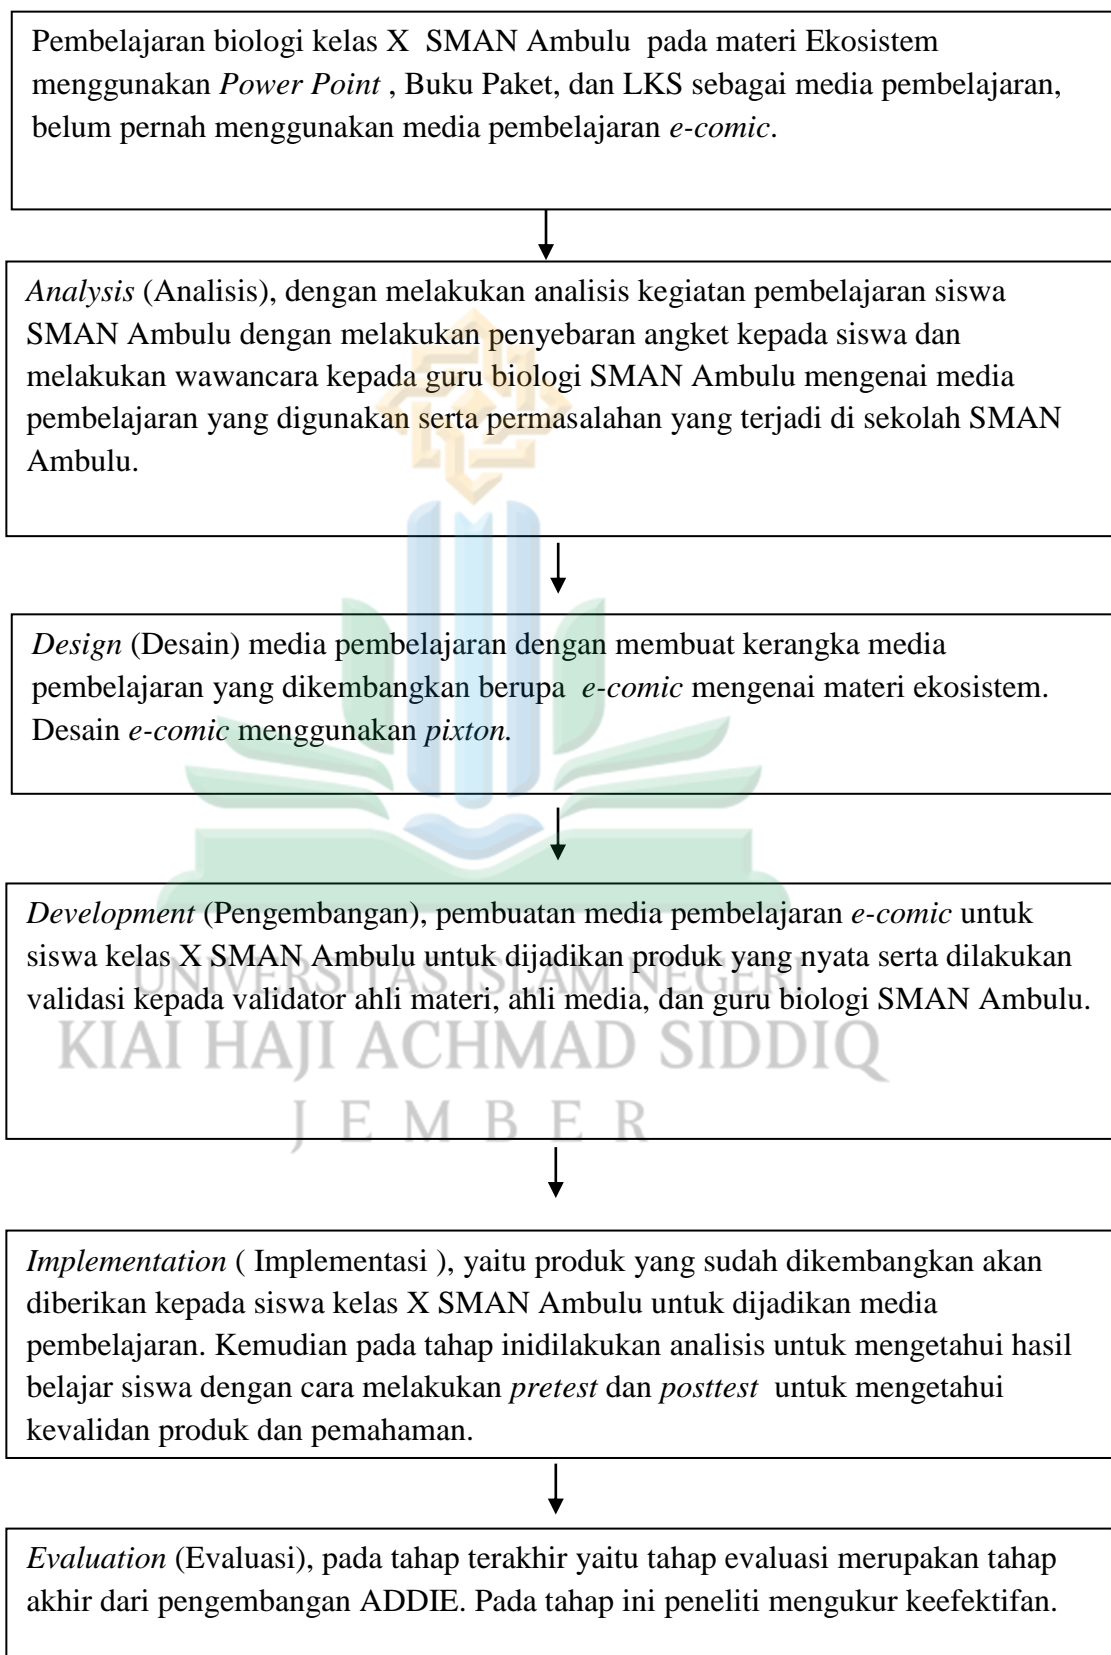 Pembelajaran biologi kelas X SMAN Ambulu pada materi Ekosistem
menggunakan Power Point , Buku Paket, dan LKS sebagai media pembelajaran,
belum pernah menggunakan media pembelajaran e-comic.
Analysis (Analisis), dengan melakukan analisis kegiatan pembelajaran siswa
SMAN Ambulu dengan melakukan penyebaran angket kepada siswa dan
melakukan wawancara kepada guru biologi SMAN Ambulu mengenai media
pembelajaran yang digunakan serta permasalahan yang terjadi di sekolah SMAN
Ambulu.
Design (Desain) media pembelajaran dengan membuat kerangka media
pembelajaran yang dikembangkan berupa e-comic mengenai materi ekosistem.
Desain e-comic menggunakan pixton.
Development (Pengembangan), pembuatan media pembelajaran e-comic untuk
siswa kelas X SMAN Ambulu untuk dijadikan produk yang nyata serta dilakukan
UNIVERSITAS ISLAM NEGERI
validasi kepada validator ahli materi, ahli media, dan guru biologi SMAN Ambulu.
KIAI HAJI ACHMAD SIDDIQ
JEMBER
Implementation ( Implementasi ), yaitu produk yang sudah dikembangkan akan
diberikan kepada siswa kelas X SMAN Ambulu untuk dijadikan media
pembelajaran. Kemudian pada tahap inidilakukan analisis untuk mengetahui hasil
belajar siswa dengan cara melakukan pretest dan posttest untuk mengetahui
kevalidan produk dan pemahaman.
Evaluation (Evaluasi), pada tahap terakhir yaitu tahap evaluasi merupakan tahap
akhir dari pengembangan ADDIE. Pada tahap ini peneliti mengukur keefektifan.